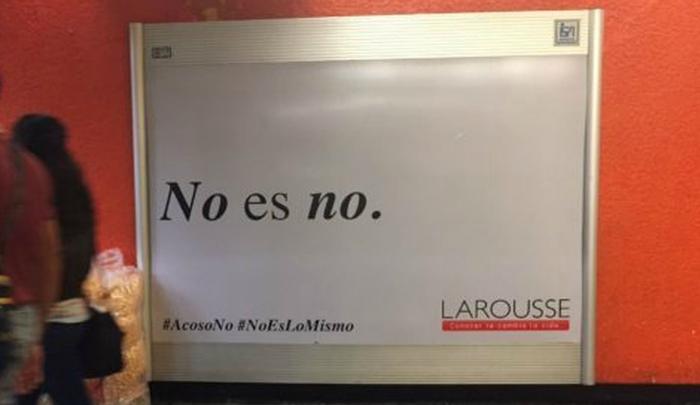 No es no.
#AcosoNo #NoEsLoMismo
LAROUSSE
Conocer te cambia la vida